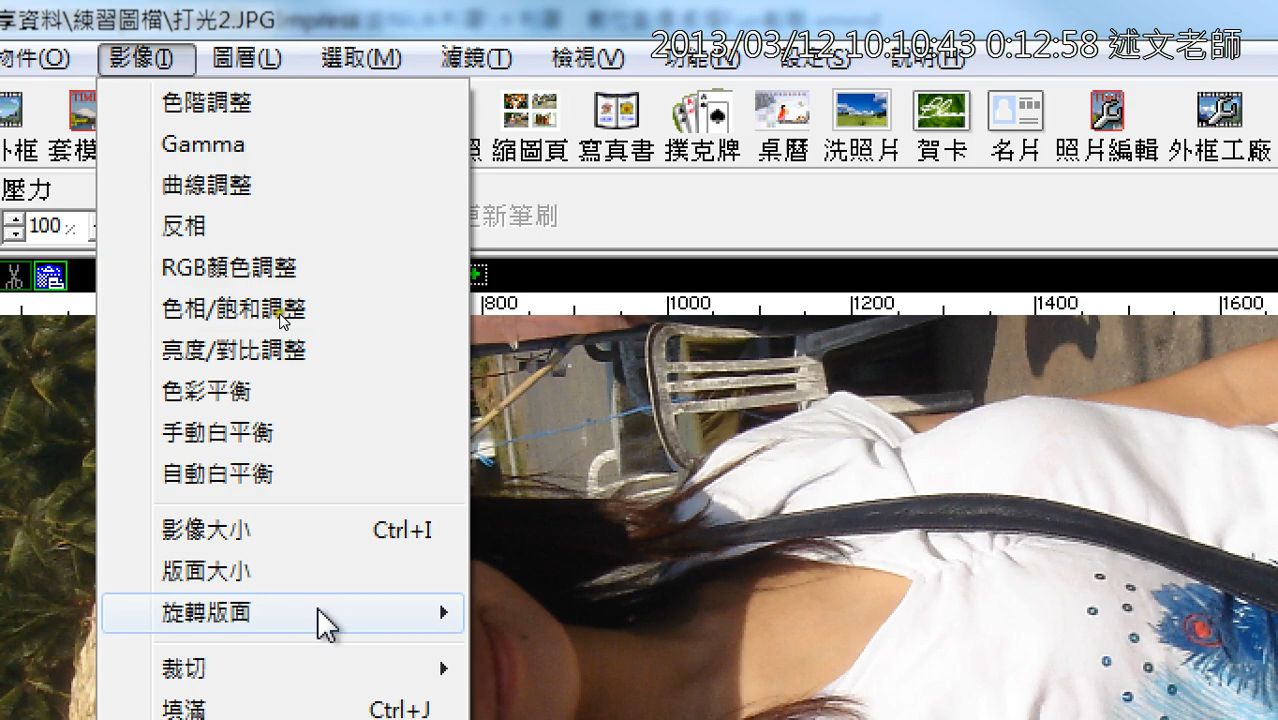 享資料\練習圖檔\打光2.JPG
2013/03/12 10:10:43 0:12:58 述文老師
物件(O) 影像(I) 圖層(L) 選取(M) 濾鏡(T) 檢視(V) 功能(N) 設定(S) 說明(H)
外框 套模 縮圖頁 寫真書 撲克牌 桌曆 洗照片 賀卡 名片 照片編輯 外框工廠
壓力
100 %
新筆刷
800 1000 1200 1400 1600
色階調整
Gamma
曲線調整
反相
RGB顏色調整
色相/飽和調整
亮度/對比調整
色彩平衡
手動白平衡
自動白平衡
影像大小 Ctrl+I
版面大小
旋轉版面
裁切
填滿 Ctrl+J